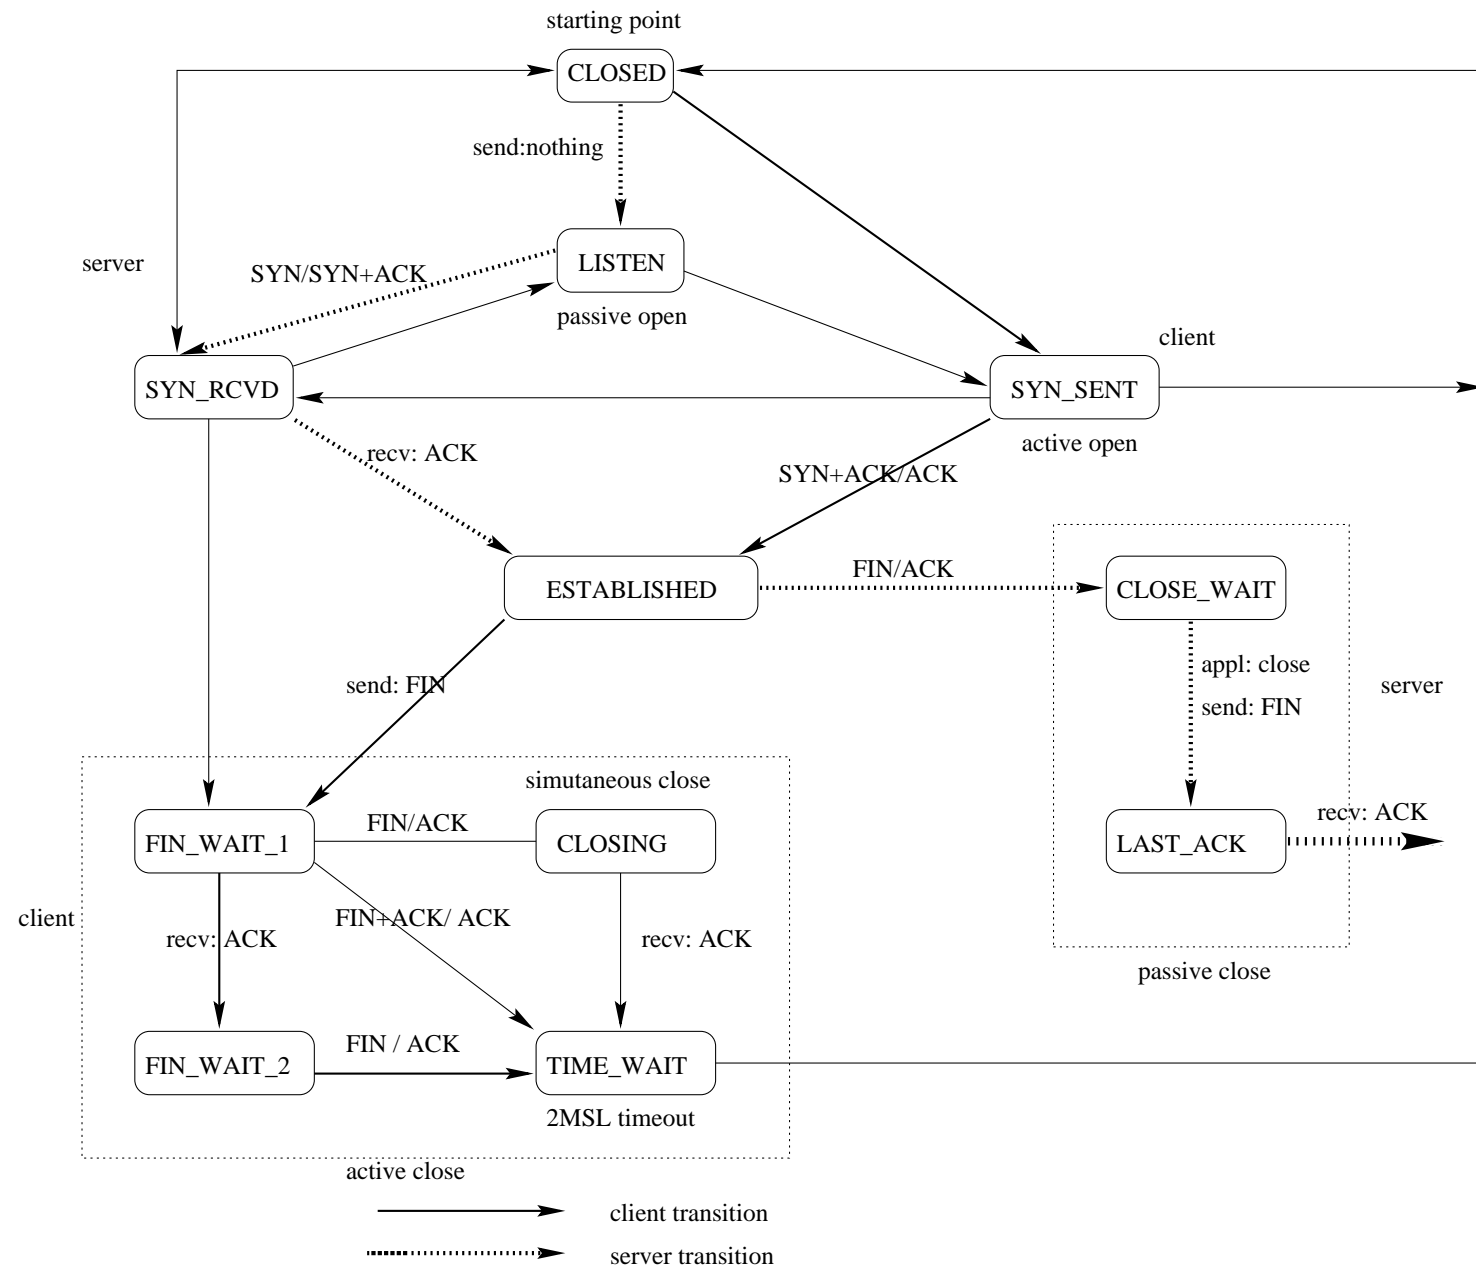 starting point
CLOSED
send:nothing
server
SYN/SYN+ACK
LISTEN
passive open
client
SYN_RCVD
SYN_SENT
recv: ACK
active open
SYN+ACK/ACK
ESTABLISHED
FIN/ACK
CLOSE_WAIT
appl: close
send: FIN
server
send: FIN
simutaneous close
FIN_WAIT_1
FIN/ACK
CLOSING
LAST_ACK
recv: ACK
client
FIN+ACK/ ACK
recv: ACK
recv: ACK
passive close
FIN_WAIT_2
FIN / ACK
TIME_WAIT
2MSL timeout
active close
client transition
server transition